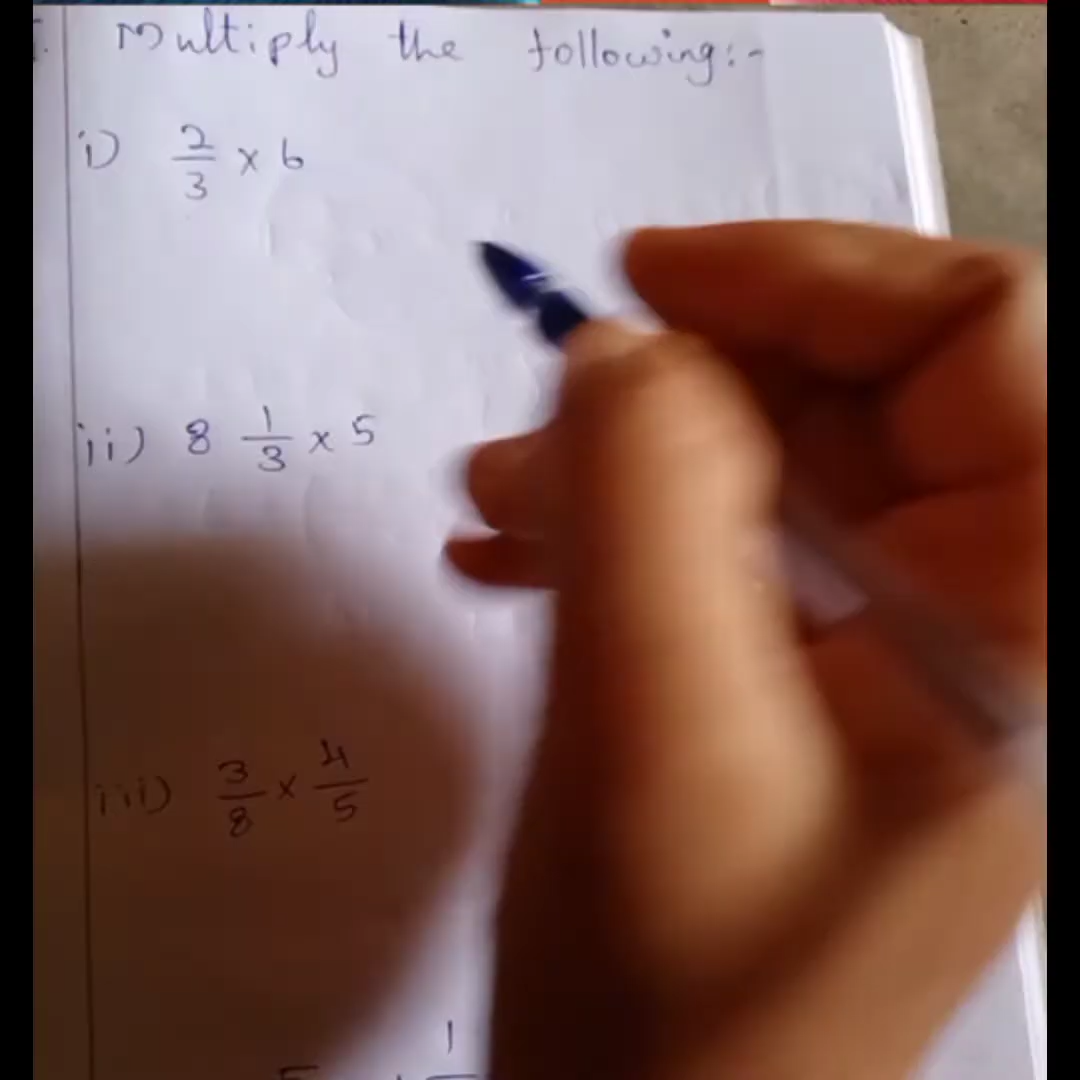 Multiply the following:-
i) 2/3 x 6
ii) 8 1/3 x 5
iii) 3/8 x 4/5